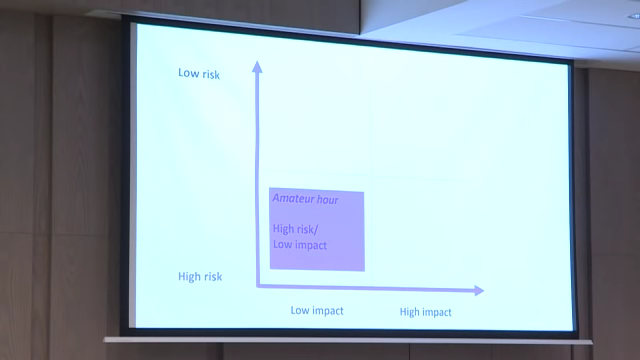 Low risk
Amateur hour
High risk/
Low impact
High risk
Low impact
High impact